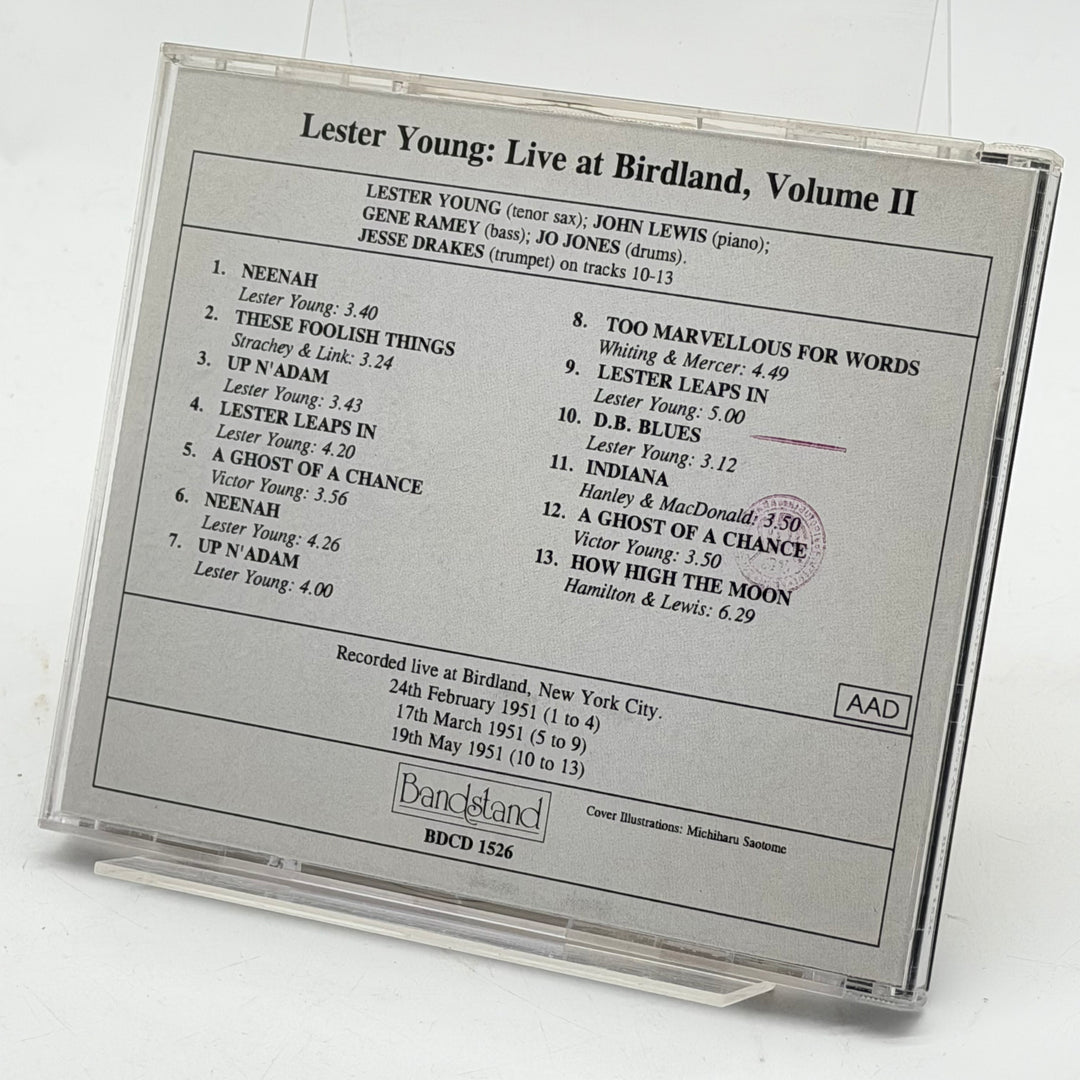 Lester Young: Live at Birdland, Volume II
LESTER YOUNG (tenor sax); JOHN LEWIS (piano);
GENE RAMEY (bass); JO JONES (drums).
JESSE DRAKES (trumpet) on tracks 10-13
1. NEENAH
Lester Young: 3.40
2. THESE FOOLISH THINGS
Strachey & Link: 3.24
3. UP N'ADAM
Lester Young: 3.43
4. LESTER LEAPS IN
Lester Young: 4.20
5. A GHOST OF A CHANCE
Victor Young: 3.56
6. NEENAH
Lester Young: 4.26
7. UP N'ADAM
Lester Young: 4.00
8. TOO MARVELLOUS FOR WORDS
Whiting & Mercer: 4.49
9. LESTER LEAPS IN
Lester Young: 5.00
10. D.B. BLUES
Lester Young: 3.12
11. INDIANA
Hanley & MacDonald: 3.50
12. A GHOST OF A CHANCE
Victor Young: 3.50
13. HOW HIGH THE MOON
Hamilton & Lewis: 6.29
Recorded live at Birdland, New York City.
24th February 1951 (1 to 4)
17th March 1951 (5 to 9)
19th May 1951 (10 to 13)
AAD
Bandstand
BDCD 1526
Cover Illustrations: Michiharu Saotome